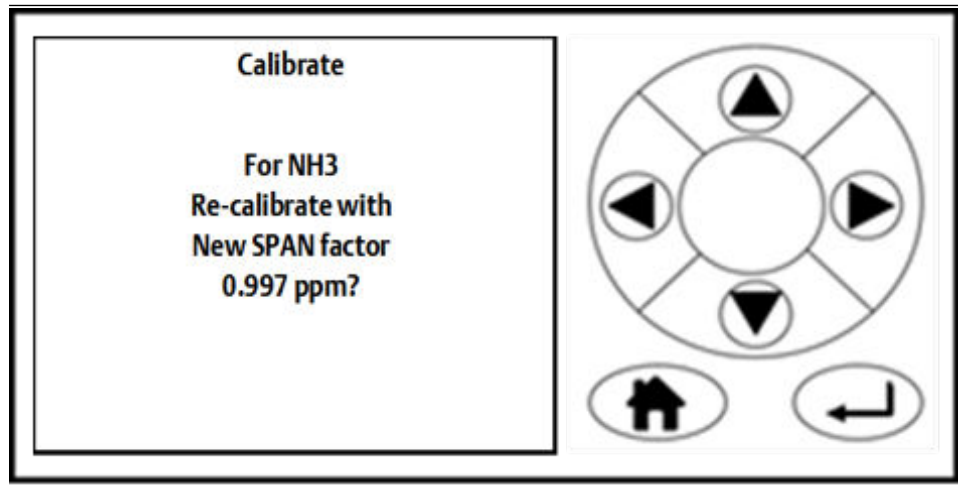 Calibrate
For NH3
Re-calibrate with
New SPAN factor
0.997 ppm?